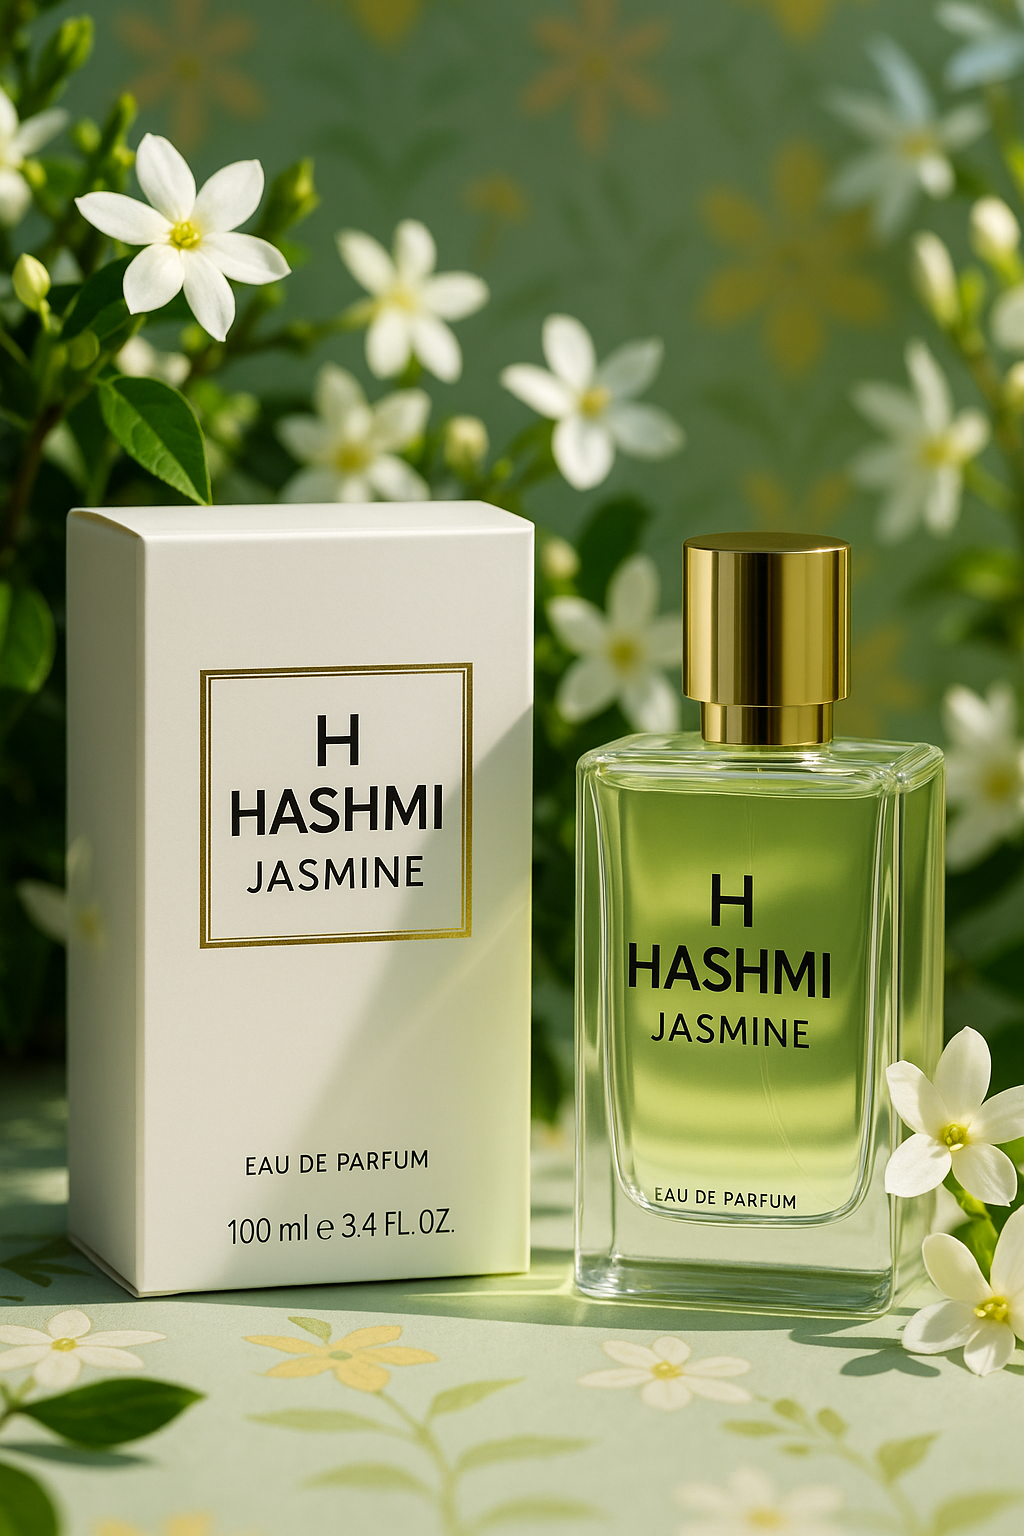 H
HASHMI
JASMINE
EAU DE PARFUM
100 ml ℮ 3.4 FL.OZ.
H
HASHMI
JASMINE
EAU DE PARFUM